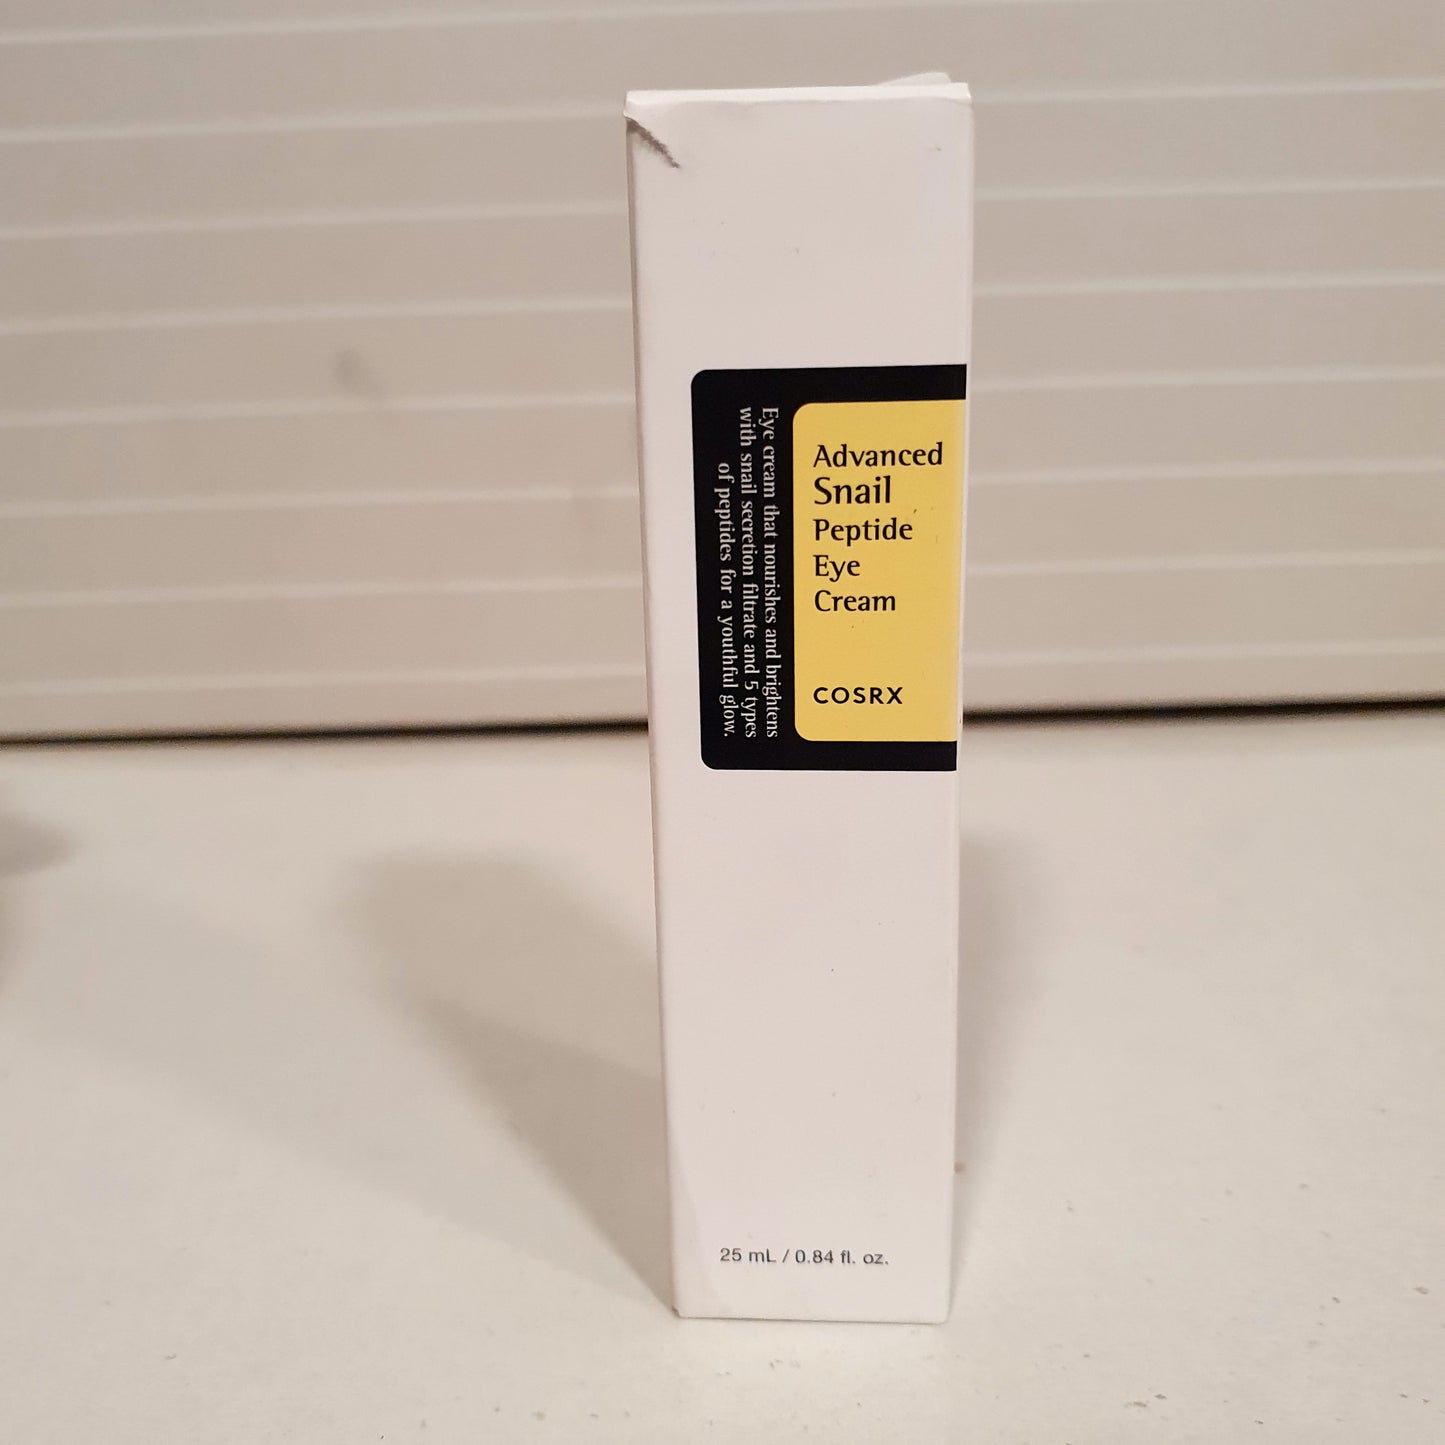 Advanced
Snail
Peptide
Eye
Cream
COSRX
Eye cream that nourishes and brightens
with snail secretion filtrate and 5 types
of peptides for a youthful glow.
25 mL / 0.84 fl. oz.